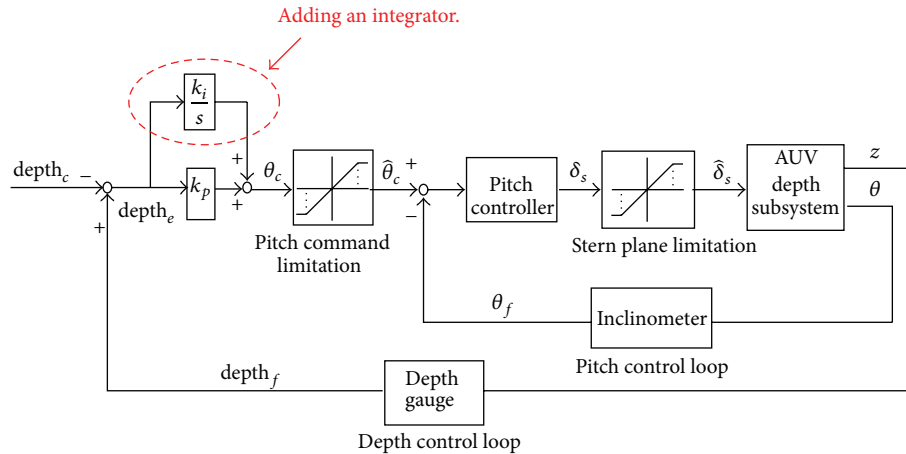 Adding an integrator.
k_i
s
depth_c
−
+
depth_e
k_p
+
+
θ_c
Pitch command
limitation
θ̂_c
+
−
Pitch
controller
δ_s
Stern plane limitation
δ̂_s
AUV
depth
subsystem
z
θ
θ_f
Inclinometer
Pitch control loop
depth_f
Depth
gauge
Depth control loop